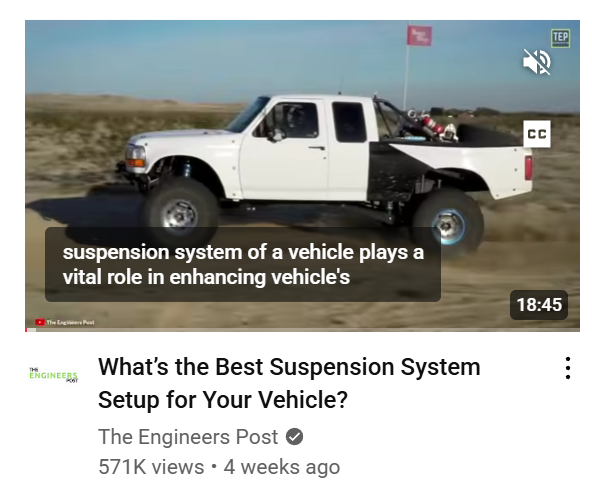 TEP
CC
suspension system of a vehicle plays a
vital role in enhancing vehicle's
18:45
The Engineers Post
THE
ENGINEERS
POST
What's the Best Suspension System
Setup for Your Vehicle?
The Engineers Post
571K views • 4 weeks ago